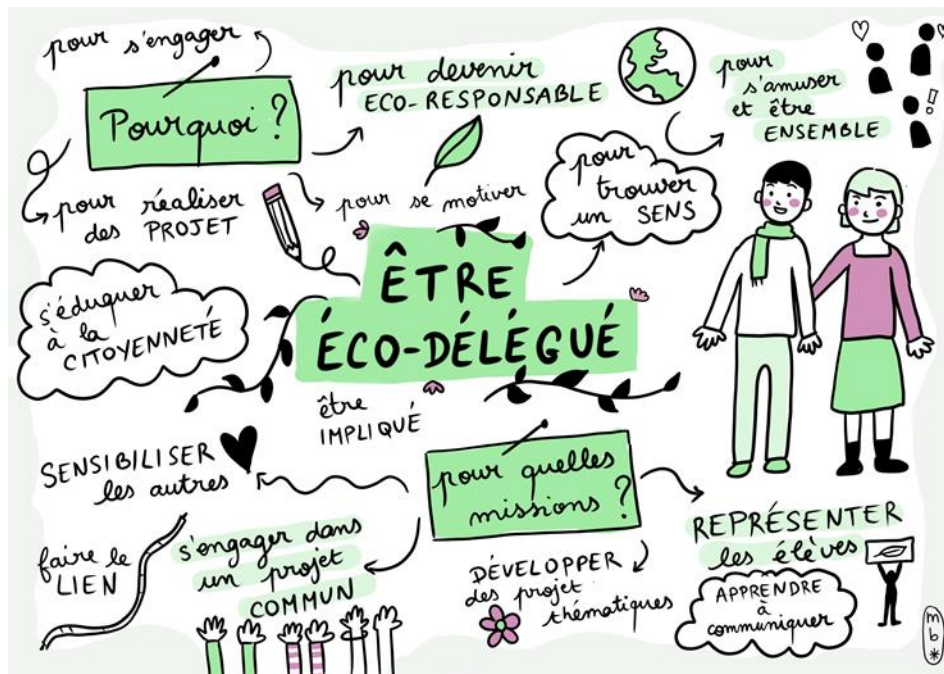 pour s'engager
Pourquoi ?
pour devenir
ECO-RESPONSABLE
pour
s'amuser
et être
ENSEMBLE
pour réaliser
des PROJET
pour se motiver
pour
trouver
un SENS
s'éduquer
à la
CITOYENNETÉ
ÊTRE
ÉCO-DÉLÉGUÉ
être
IMPLIQUÉ
SENSIBILISER
les autres
pour quelles
missions ?
faire le
LIEN
s'engager dans
un projet
COMMUN
DÉVELOPPER
des projet
thématiques
REPRÉSENTER
les élèves
APPRENDRE
à
communiquer
m
b
*